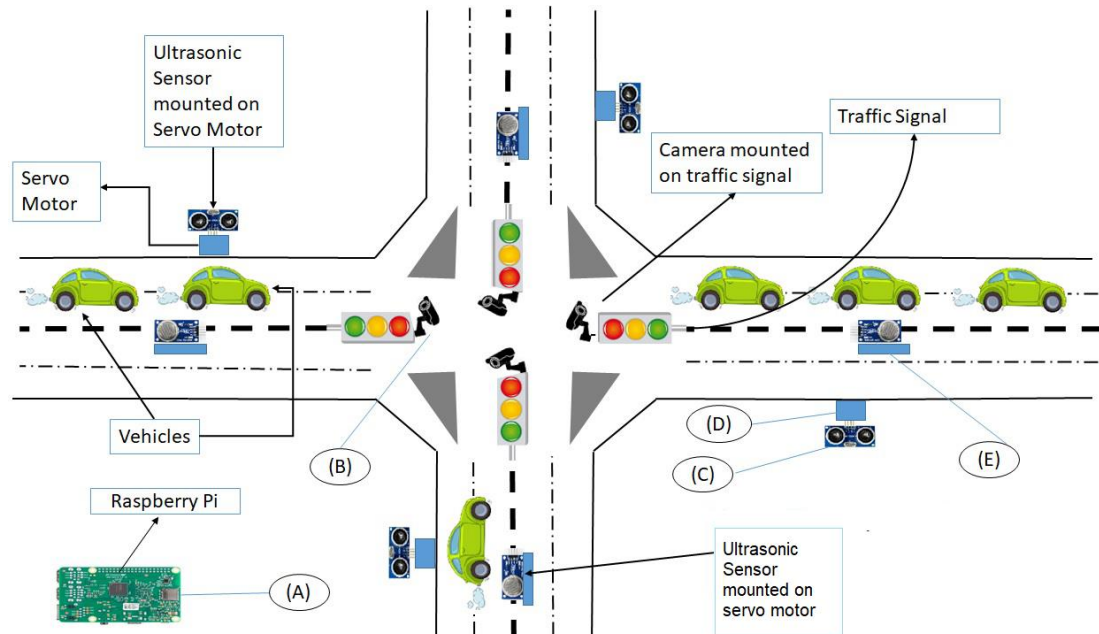 Ultrasonic
Sensor
mounted on
Servo Motor
Servo
Motor
Traffic Signal
Camera mounted
on traffic signal
Vehicles
(B)
(D)
(C)
(E)
Raspberry Pi
(A)
Ultrasonic
Sensor
mounted on
servo motor